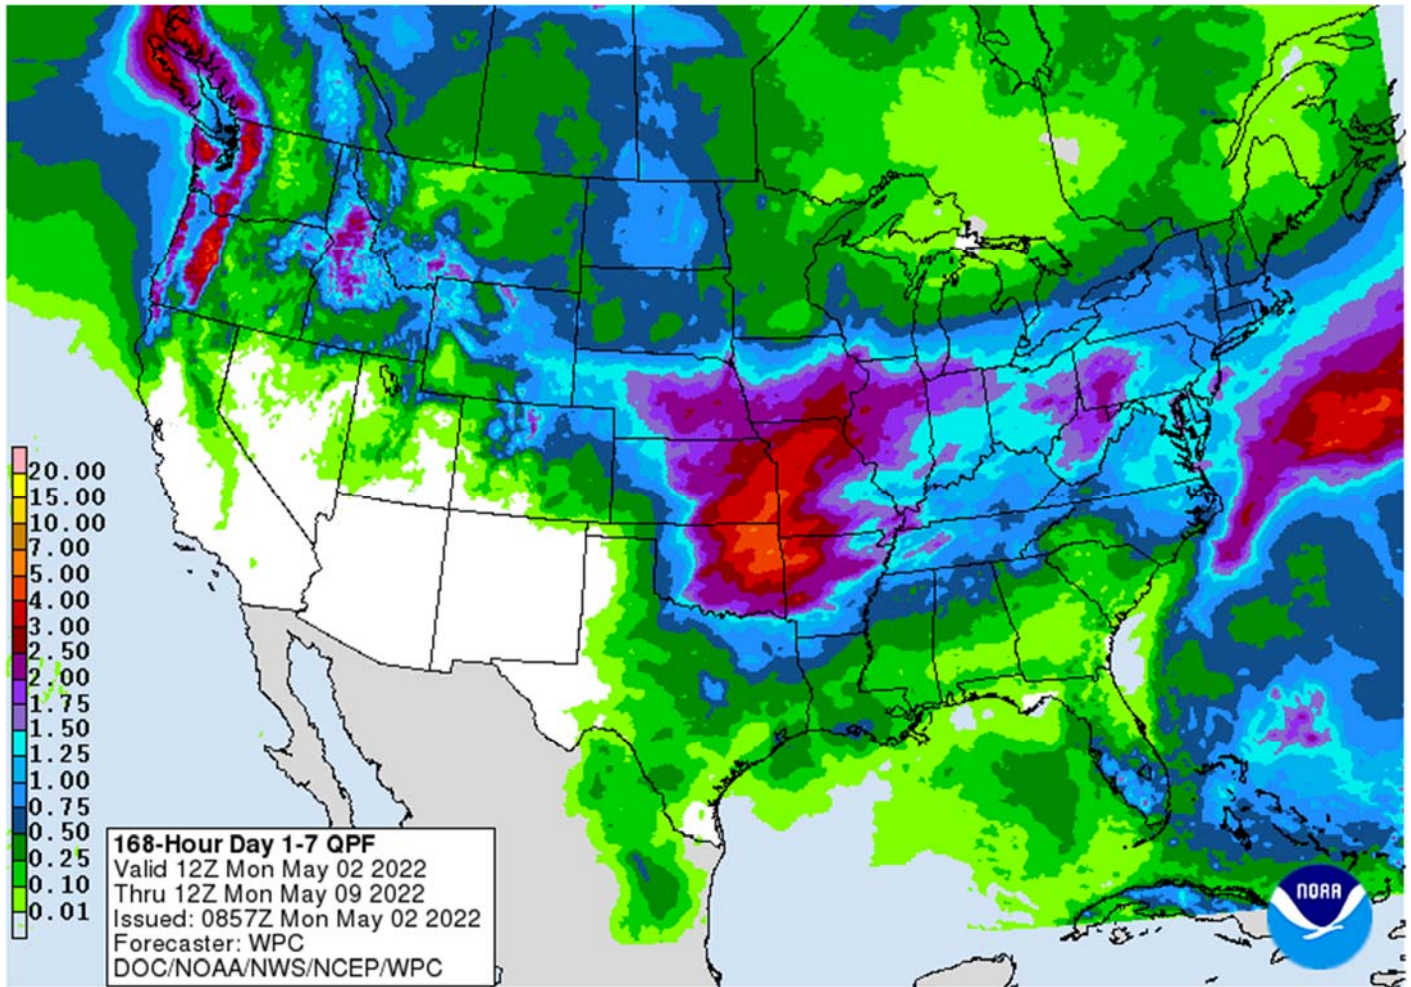 20.00
15.00
10.00
7.00
5.00
4.00
3.00
2.50
2.00
1.75
1.50
1.25
1.00
0.75
0.50
0.25
0.10
0.01
168-Hour Day 1-7 QPF
Valid 12Z Mon May 02 2022
Thru 12Z Mon May 09 2022
Issued: 0857Z Mon May 02 2022
Forecaster: WPC
DOC/NOAA/NWS/NCEP/WPC
NOAA